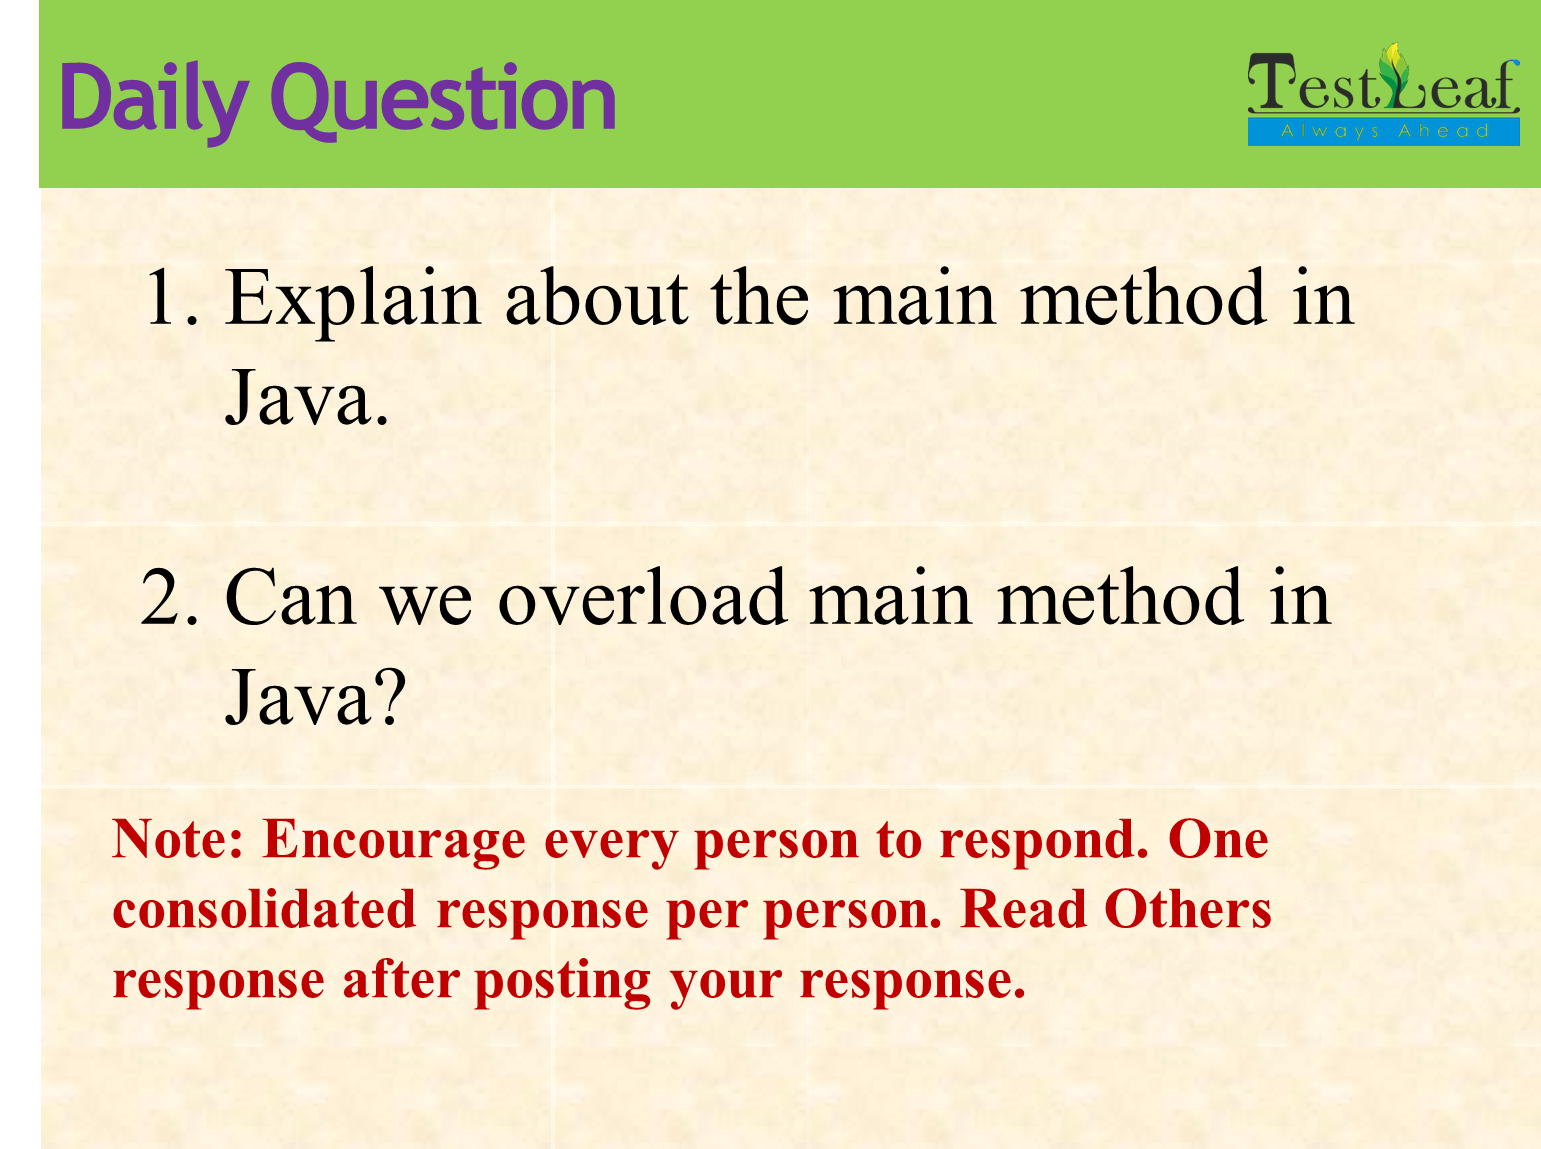 Daily Question
TestLeaf
Always Ahead
1. Explain about the main method in
Java.
2. Can we overload main method in
Java?
Note: Encourage every person to respond. One
consolidated response per person. Read Others
response after posting your response.